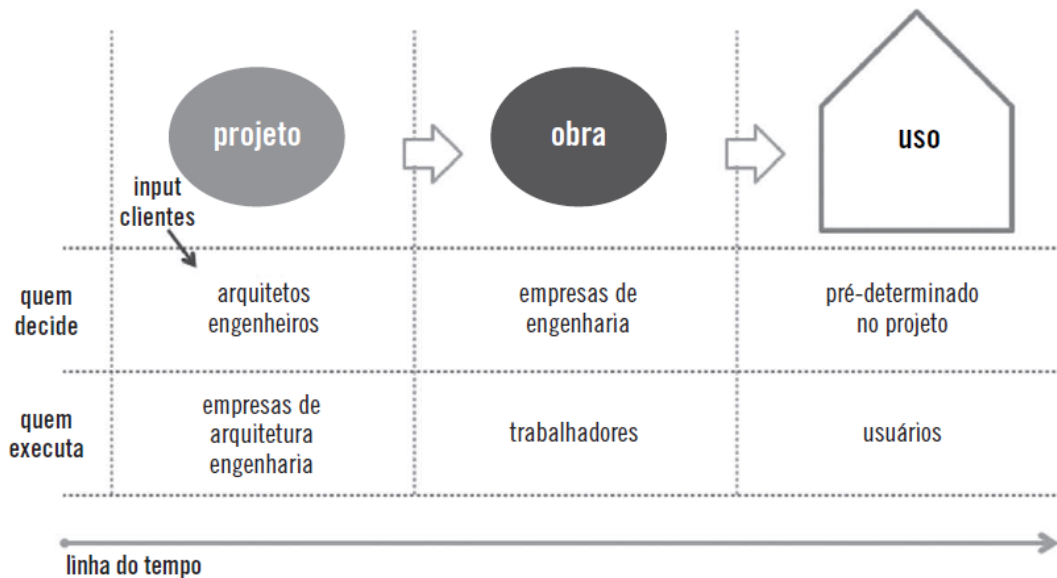 projeto
obra
uso
input
clientes
quem
decide
arquitetos
engenheiros
empresas de
engenharia
pré-determinado
no projeto
quem
executa
empresas de
arquitetura
engenharia
trabalhadores
usuários
linha do tempo